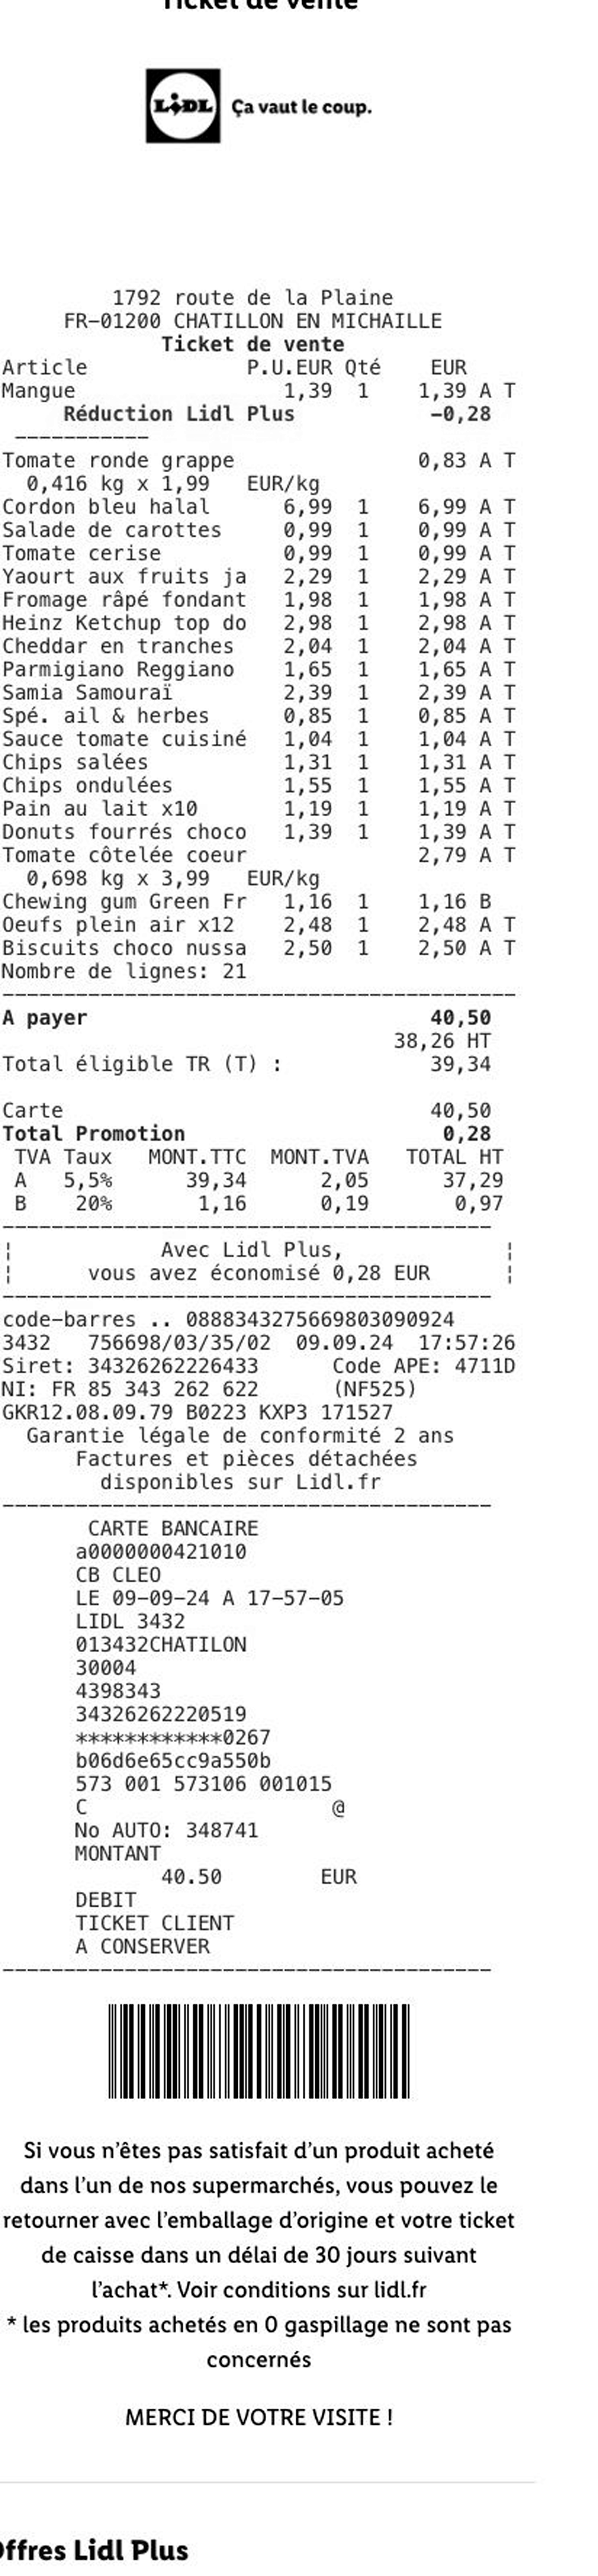 Ticket de vente
LIDL Ça vaut le coup.
1792 route de la Plaine
FR-01200 CHATILLON EN MICHAILLE
Ticket de vente
Article P.U.EUR Qté EUR
Mangue 1,39 1 1,39 A T
Réduction Lidl Plus -0,28
-----------
Tomate ronde grappe 0,83 A T
0,416 kg x 1,99 EUR/kg
Cordon bleu halal 6,99 1 6,99 A T
Salade de carottes 0,99 1 0,99 A T
Tomate cerise 0,99 1 0,99 A T
Yaourt aux fruits ja 2,29 1 2,29 A T
Fromage râpé fondant 1,98 1 1,98 A T
Heinz Ketchup top do 2,98 1 2,98 A T
Cheddar en tranches 2,04 1 2,04 A T
Parmigiano Reggiano 1,65 1 1,65 A T
Samia Samouraï 2,39 1 2,39 A T
Spé. ail & herbes 0,85 1 0,85 A T
Sauce tomate cuisiné 1,04 1 1,04 A T
Chips salées 1,31 1 1,31 A T
Chips ondulées 1,55 1 1,55 A T
Pain au lait x10 1,19 1 1,19 A T
Donuts fourrés choco 1,39 1 1,39 A T
Tomate côtelée coeur 2,79 A T
0,698 kg x 3,99 EUR/kg
Chewing gum Green Fr 1,16 1 1,16 B
Oeufs plein air x12 2,48 1 2,48 A T
Biscuits choco nussa 2,50 1 2,50 A T
Nombre de lignes: 21
------------------------------------------
A payer 40,50
38,26 HT
Total éligible TR (T) : 39,34
Carte 40,50
Total Promotion 0,28
TVA Taux MONT.TTC MONT.TVA TOTAL HT
A 5,5% 39,34 2,05 37,29
B 20% 1,16 0,19 0,97
----------------------------------------
¦ Avec Lidl Plus, ¦
¦ vous avez économisé 0,28 EUR ¦
----------------------------------------
code-barres .. 0888343275669803090924
3432 756698/03/35/02 09.09.24 17:57:26
Siret: 34326262226433 Code APE: 4711D
NI: FR 85 343 262 622 (NF525)
GKR12.08.09.79 B0223 KXP3 171527
Garantie légale de conformité 2 ans
Factures et pièces détachées
disponibles sur Lidl.fr
----------------------------------------
CARTE BANCAIRE
a0000000421010
CB CLEO
LE 09-09-24 A 17-57-05
LIDL 3432
013432CHATILON
30004
4398343
34326262220519
************0267
b06d6e65cc9a550b
573 001 573106 001015
C @
No AUTO: 348741
MONTANT
40.50 EUR
DEBIT
TICKET CLIENT
A CONSERVER
----------------------------------------
Si vous n'êtes pas satisfait d'un produit acheté
dans l'un de nos supermarchés, vous pouvez le
retourner avec l'emballage d'origine et votre ticket
de caisse dans un délai de 30 jours suivant
l'achat*. Voir conditions sur lidl.fr
* les produits achetés en 0 gaspillage ne sont pas
concernés
MERCI DE VOTRE VISITE !
Offres Lidl Plus